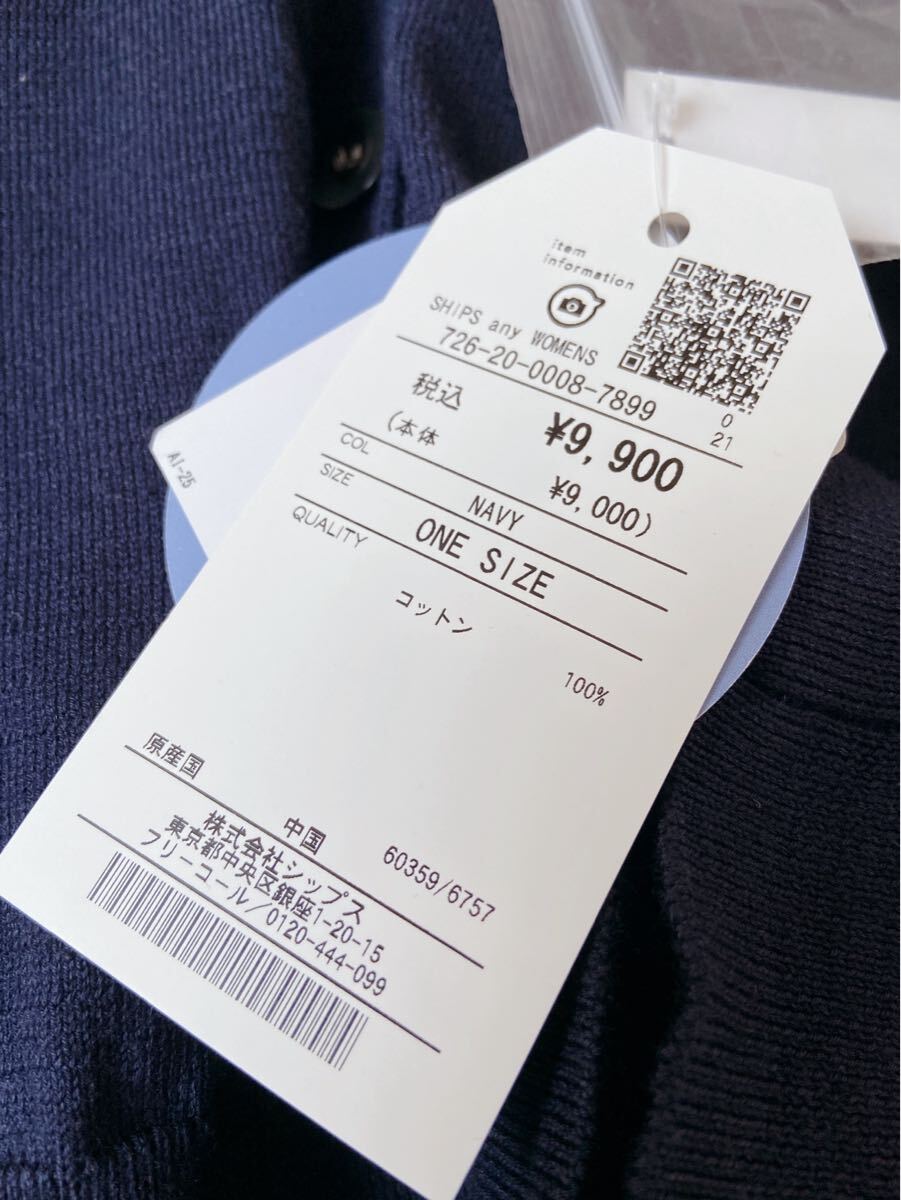 item
information
SHIPS any WOMENS
726-20-0008-7899
0
21
税込 ¥9,900
(本体 ¥9,000)
COL NAVY
SIZE ONE SIZE
QUALITY
コットン 100%
原産国 中国 60359/6757
株式会社シップス
東京都中央区銀座1-20-15
フリーコール/0120-444-099
AI-25